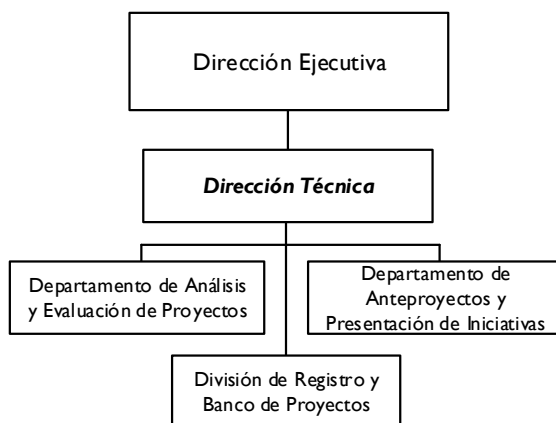 Dirección Ejecutiva
Dirección Técnica
Departamento de Análisis
y Evaluación de Proyectos
Departamento de
Anteproyectos y
Presentación de Iniciativas
División de Registro y
Banco de Proyectos